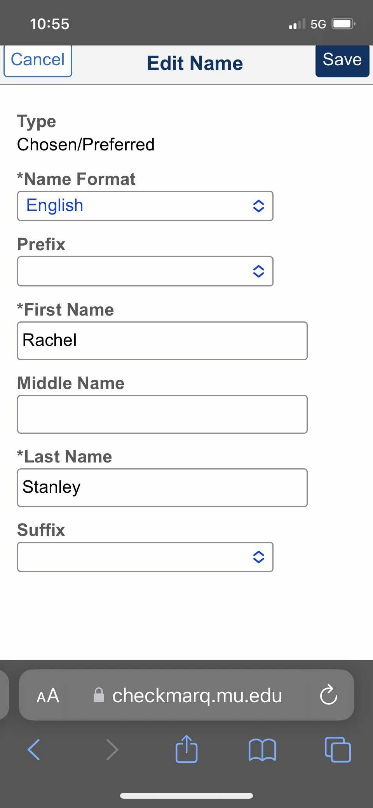 10:55
5G
Cancel
Edit Name
Save
Type
Chosen/Preferred
*Name Format
English
Prefix
*First Name
Rachel
Middle Name
*Last Name
Stanley
Suffix
AA
checkmarq.mu.edu